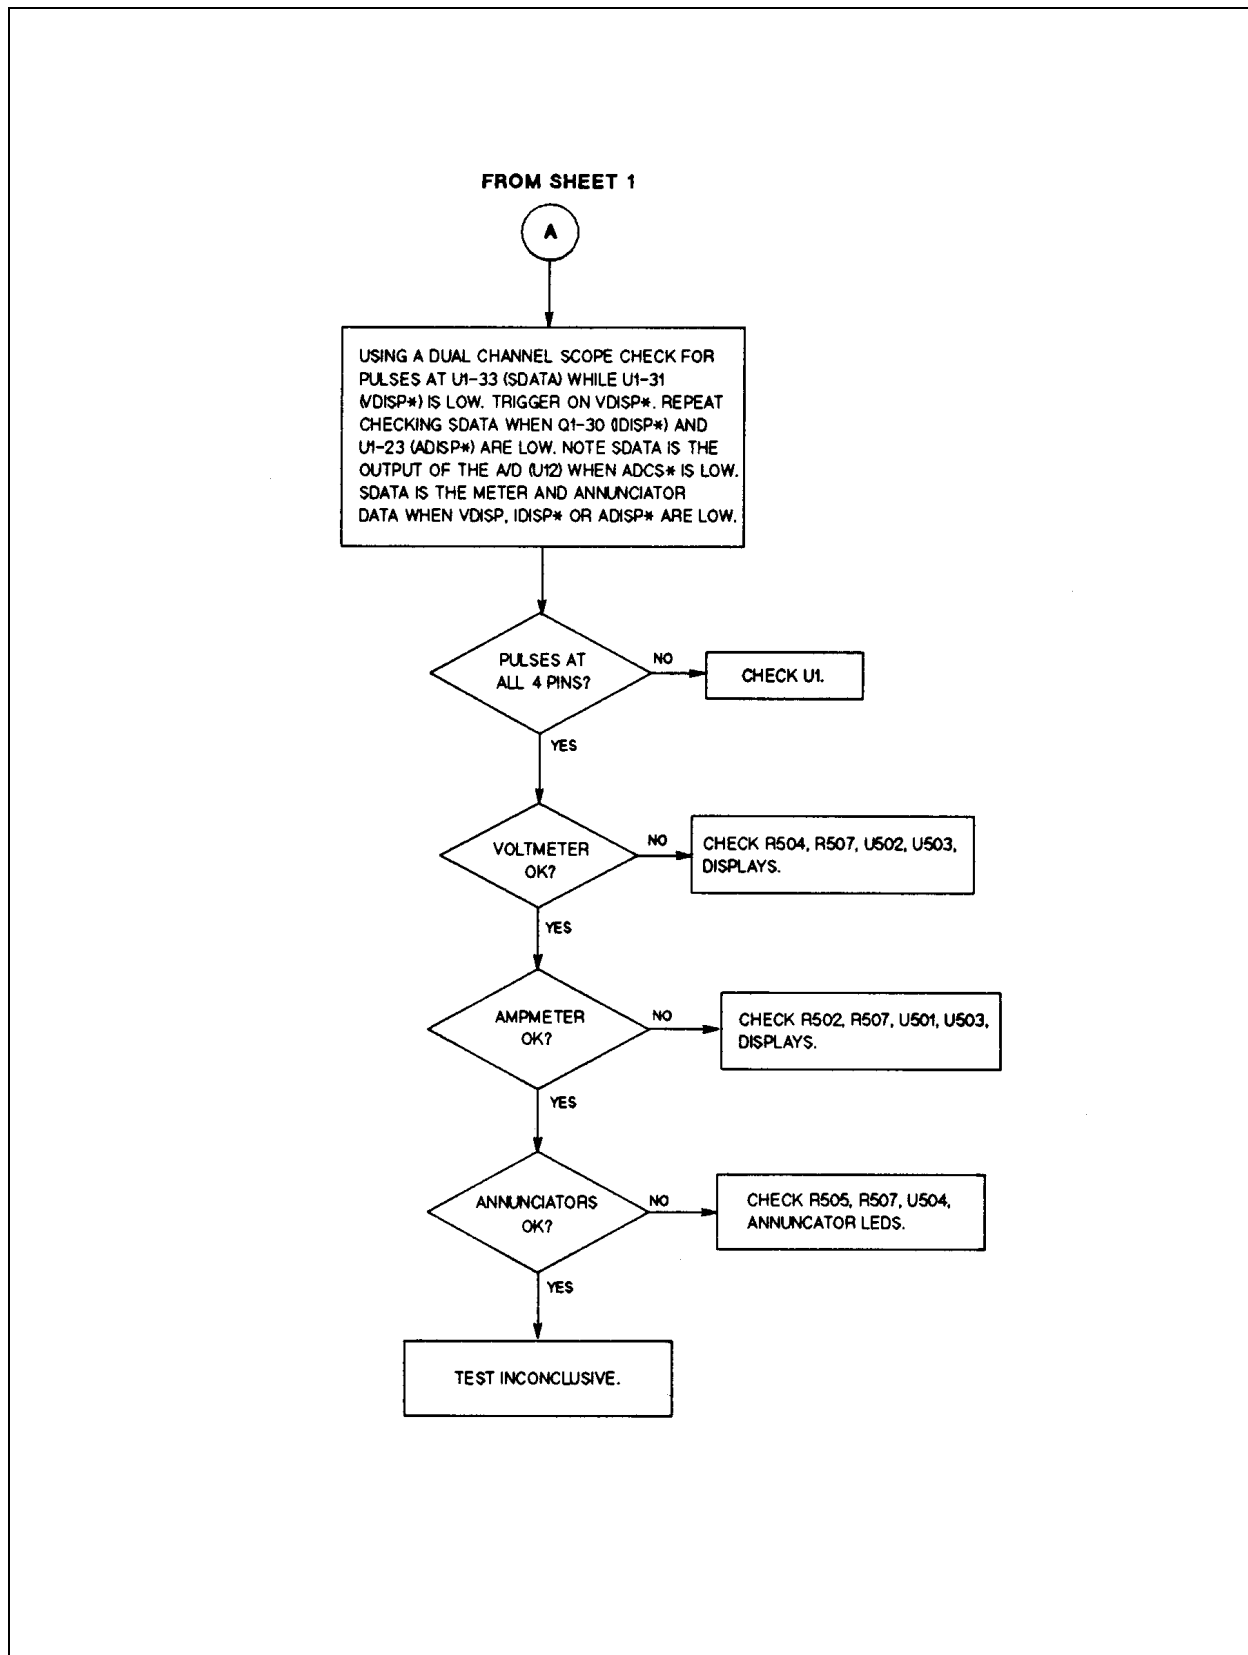 FROM SHEET 1
A
USING A DUAL CHANNEL SCOPE CHECK FOR
PULSES AT U1-33 (SDATA) WHILE U1-31
(VDISP*) IS LOW. TRIGGER ON VDISP*. REPEAT
CHECKING SDATA WHEN Q1-30 (IDISP*) AND
U1-23 (ADISP*) ARE LOW. NOTE SDATA IS THE
OUTPUT OF THE A/D (U12) WHEN ADCS* IS LOW.
SDATA IS THE METER AND ANNUNCIATOR
DATA WHEN VDISP, IDISP* OR ADISP* ARE LOW.
PULSES AT
ALL 4 PINS?
NO
CHECK U1.
YES
VOLTMETER
OK?
NO
CHECK R504, R507, U502, U503,
DISPLAYS.
YES
AMPMETER
OK?
NO
CHECK R502, R507, U501, U503,
DISPLAYS.
YES
ANNUNCIATORS
OK?
NO
CHECK R505, R507, U504,
ANNUNCATOR LEDS.
YES
TEST INCONCLUSIVE.